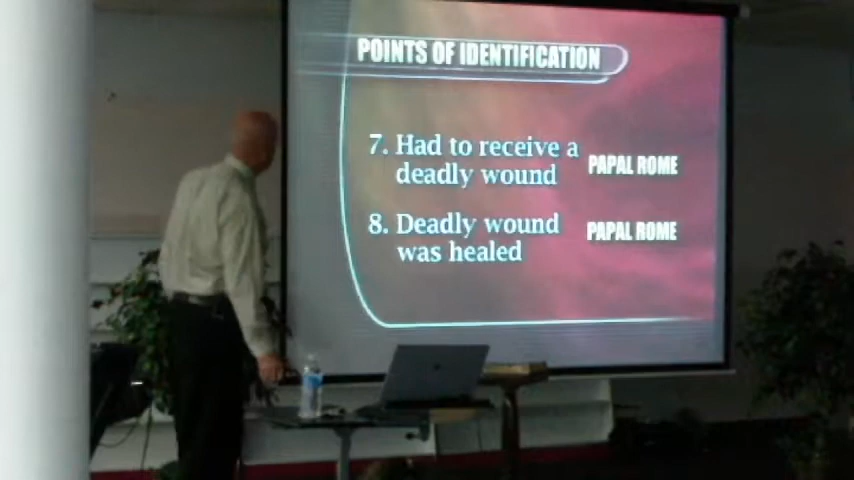 POINTS OF IDENTIFICATION
7. Had to receive a
deadly wound
PAPAL ROME
8. Deadly wound
was healed
PAPAL ROME